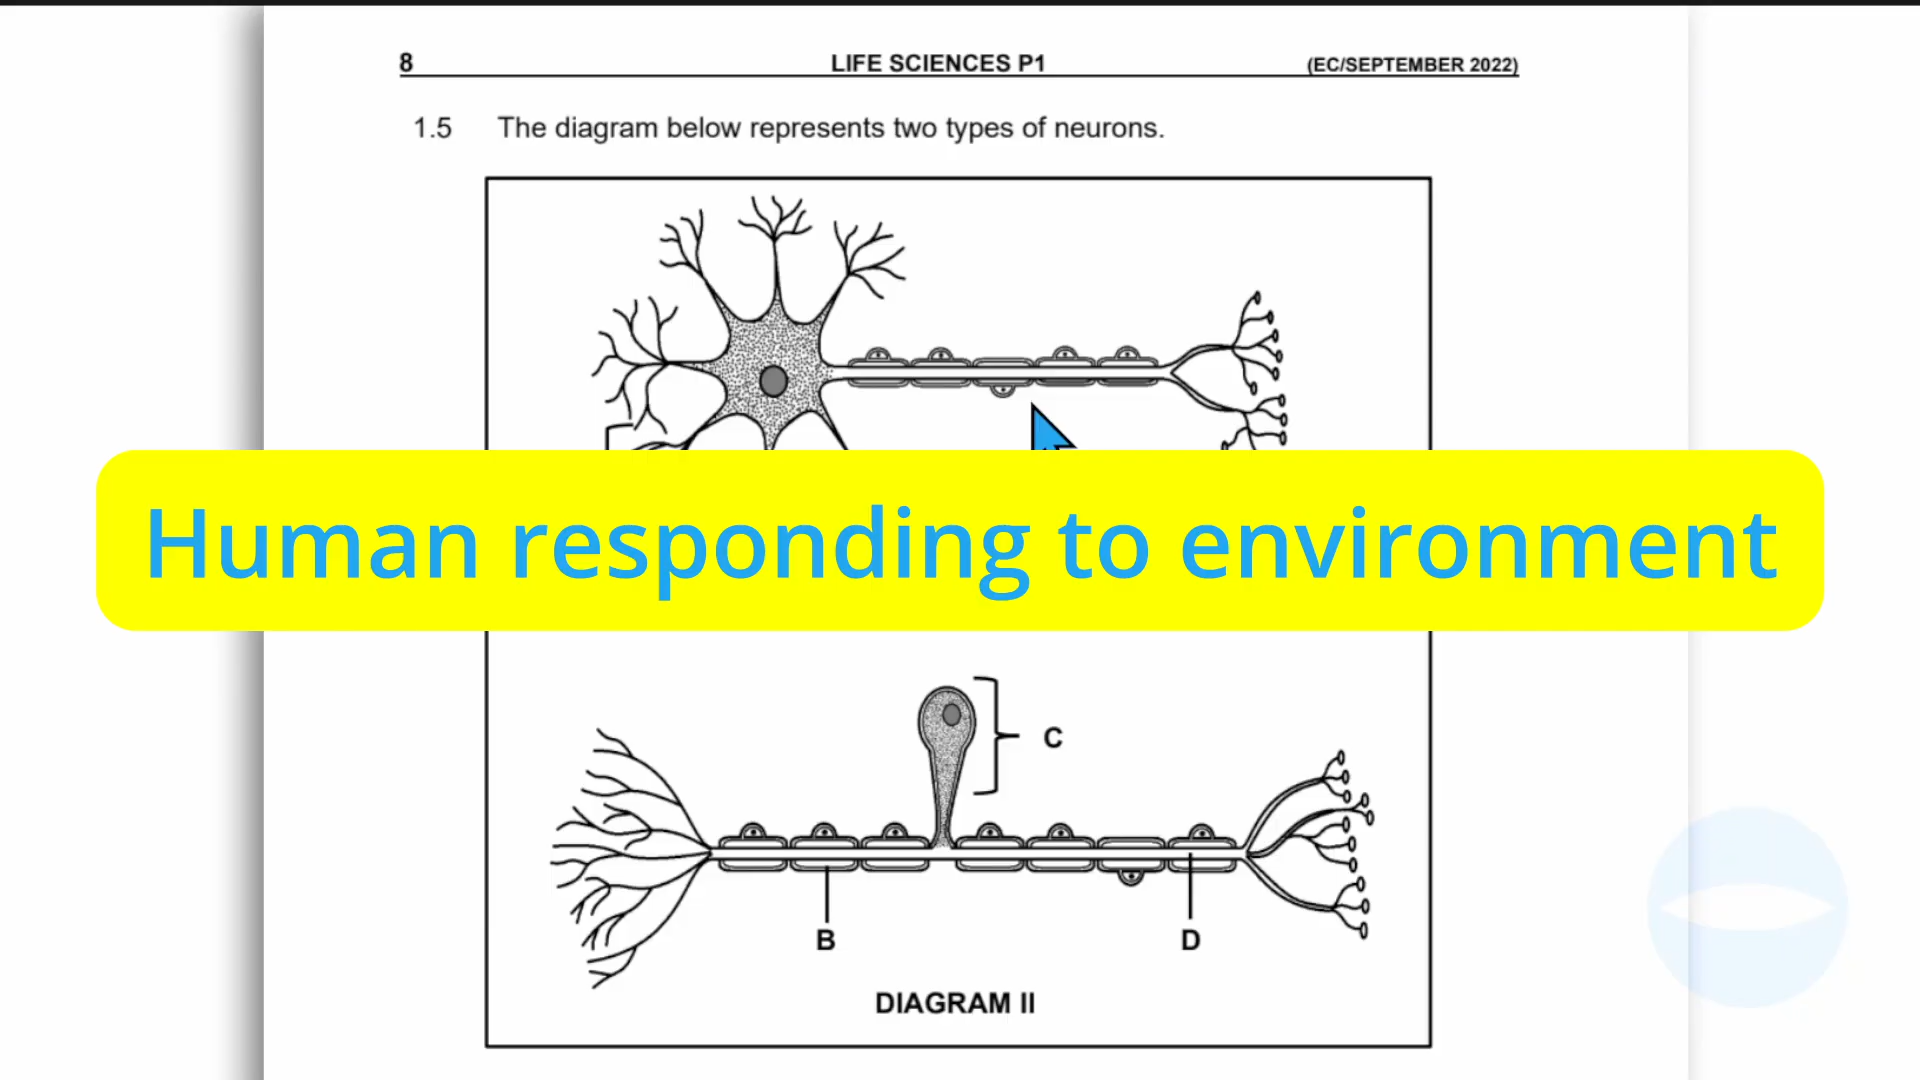 8 LIFE SCIENCES P1 (EC/SEPTEMBER 2022)
1.5 The diagram below represents two types of neurons.
Human responding to environment
C
B D
DIAGRAM II